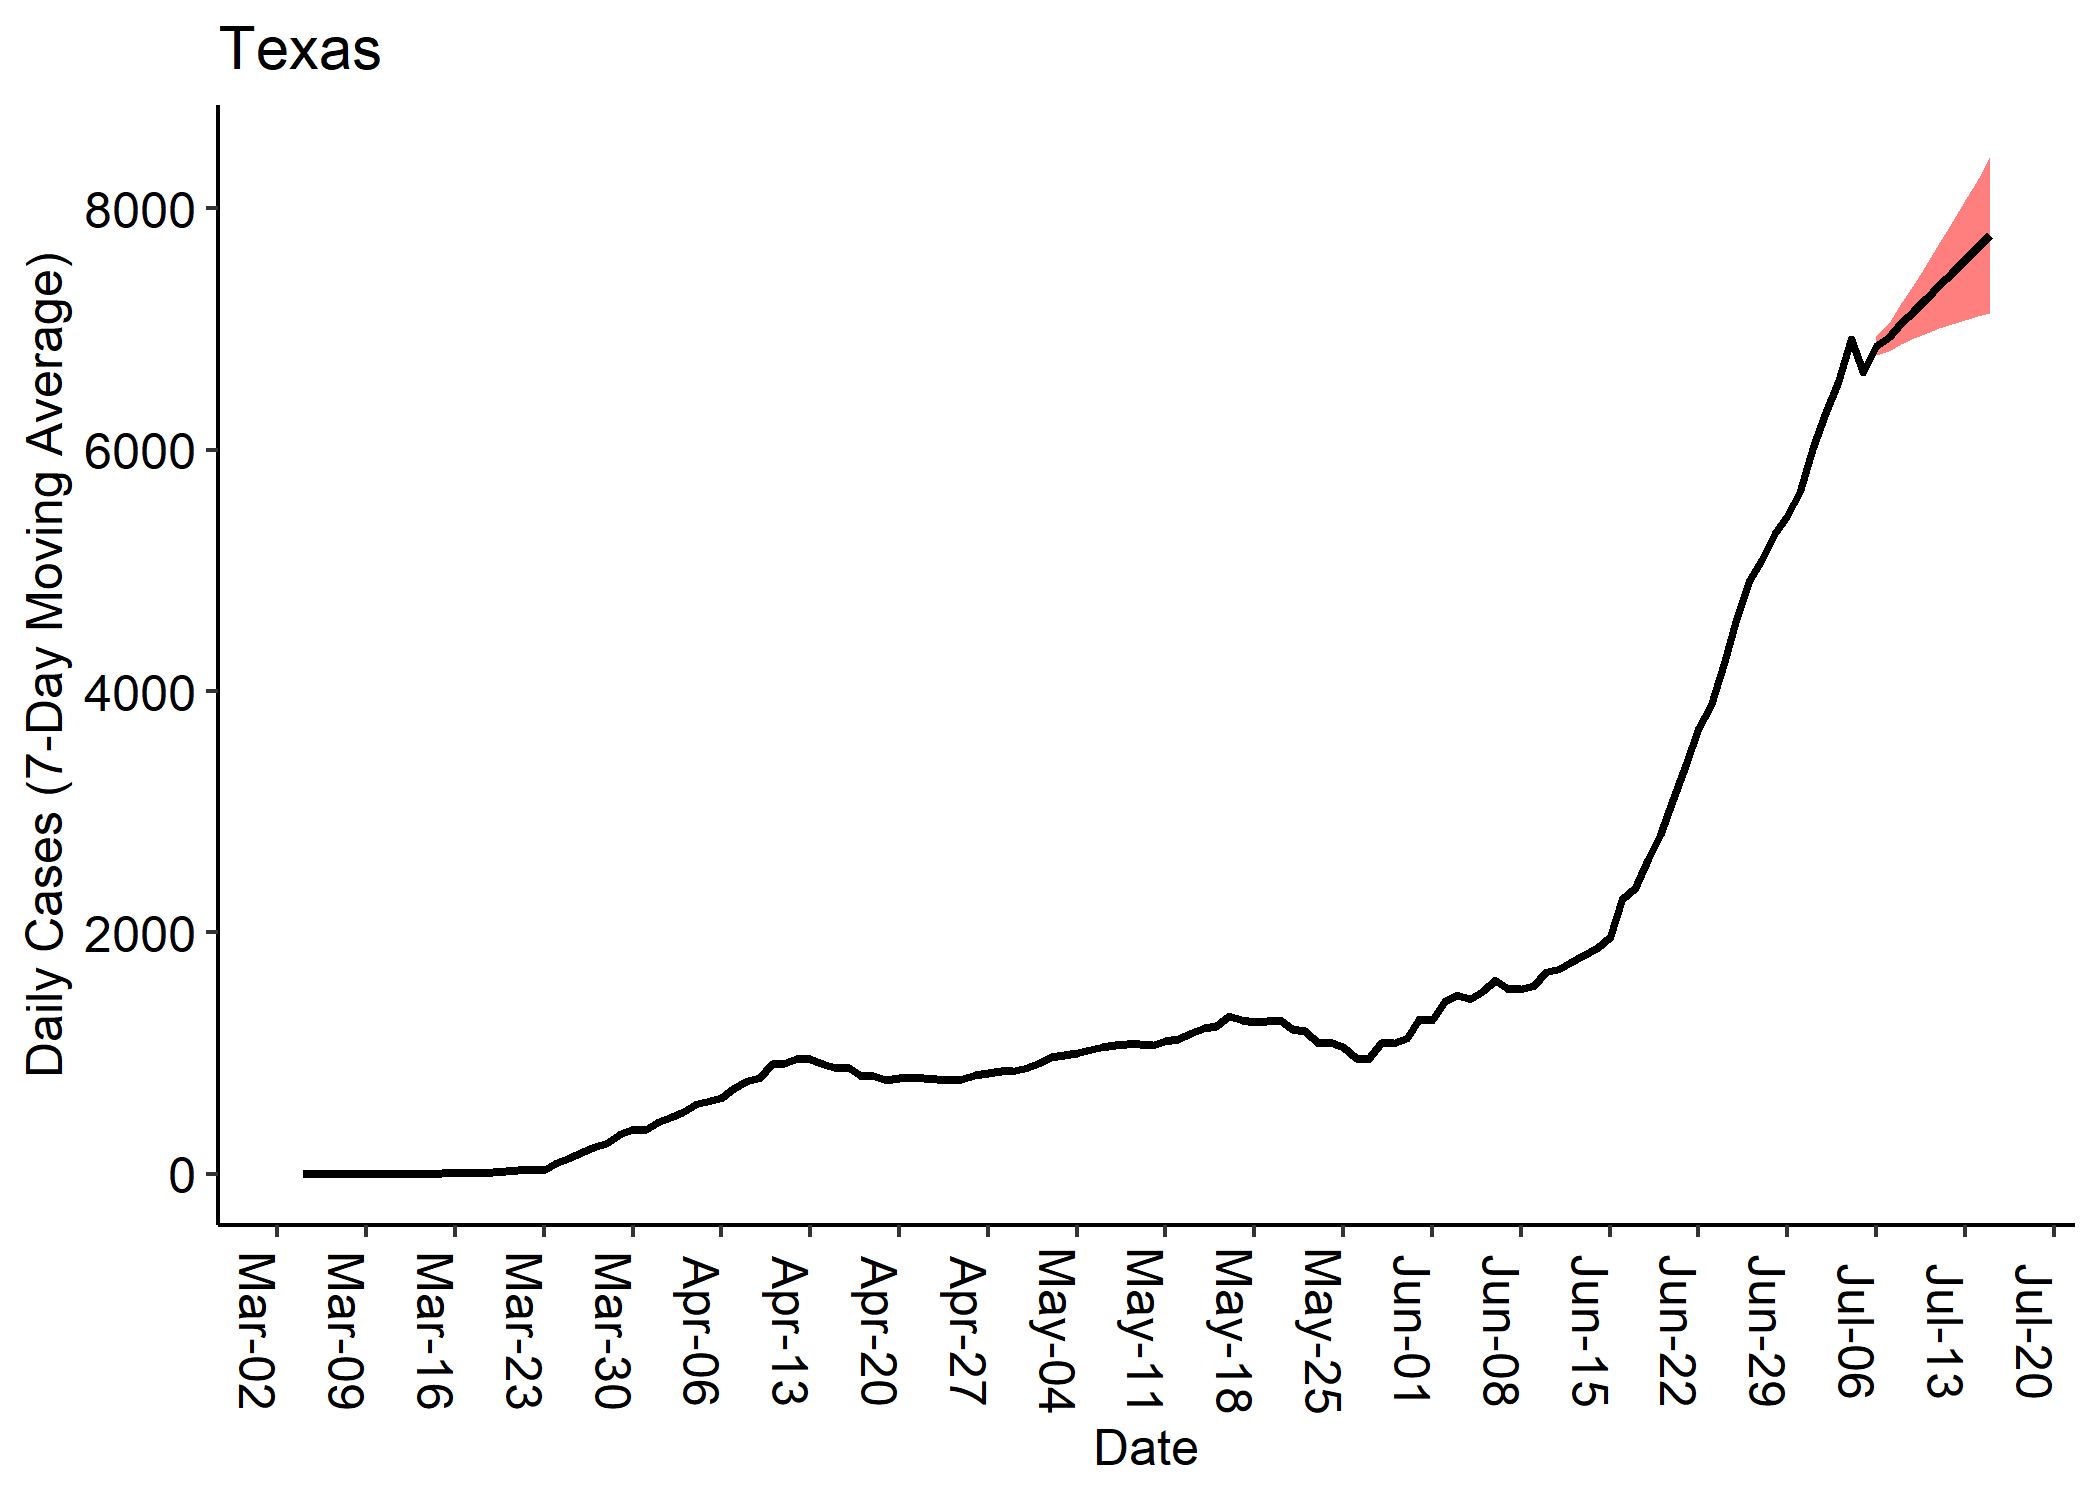 Texas
Daily Cases (7-Day Moving Average)
8000
6000
4000
2000
0
Mar-02
Mar-09
Mar-16
Mar-23
Mar-30
Apr-06
Apr-13
Apr-20
Apr-27
May-04
May-11
May-18
May-25
Jun-01
Jun-08
Jun-15
Jun-22
Jun-29
Jul-06
Jul-13
Jul-20
Date